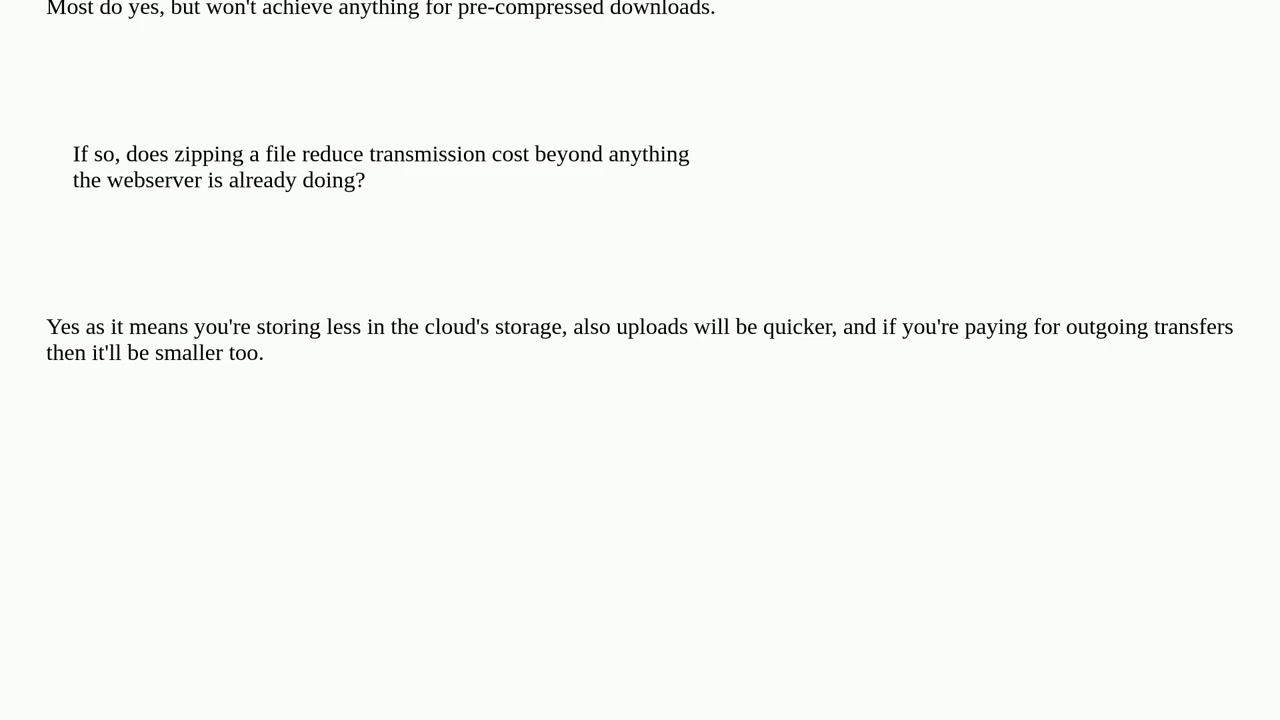 Most do yes, but won't achieve anything for pre-compressed downloads.
If so, does zipping a file reduce transmission cost beyond anything
the webserver is already doing?
Yes as it means you're storing less in the cloud's storage, also uploads will be quicker, and if you're paying for outgoing transfers
then it'll be smaller too.